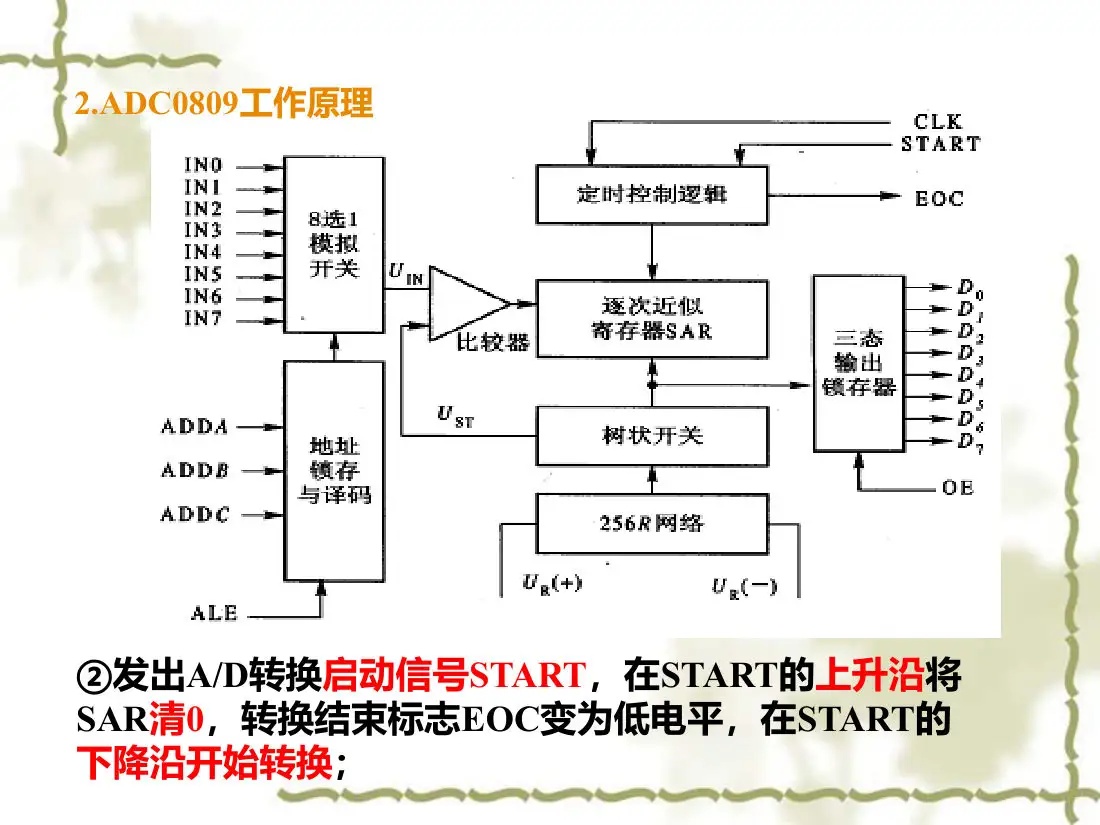 2.ADC0809工作原理
CLK
START
EOC
定时控制逻辑
IN0
IN1
IN2
IN3
IN4
IN5
IN6
IN7
8选1
模拟
开关
U IN
比较器
逐次近似
寄存器SAR
三态
输出
锁存器
D0
D1
D2
D3
D4
D5
D6
D7
OE
U ST
树状开关
ADDA
ADDB
ADDC
地址
锁存
与译码
256R网络
UR(+)
UR(—)
ALE
②发出A/D转换启动信号START，在START的上升沿将
SAR清0，转换结束标志EOC变为低电平，在START的
下降沿开始转换；